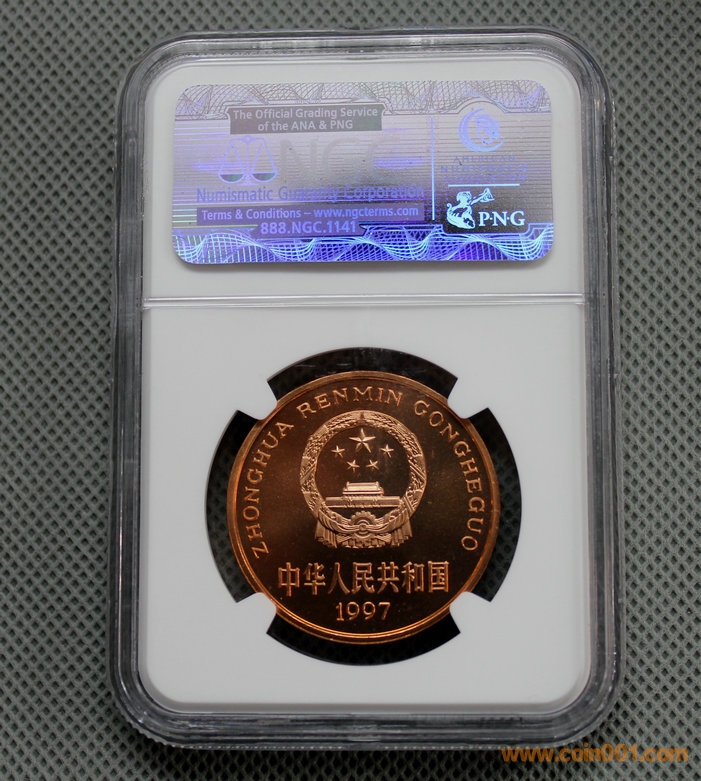 The Official Grading Service
of the ANA & PNG
NGC
Numismatic Guaranty Corporation
Terms & Conditions – www.ngcterms.com
888.NGC.1141
PNG
ZHONGHUA RENMIN GONGHEGUO
中华人民共和国
1997
www.coin001.com